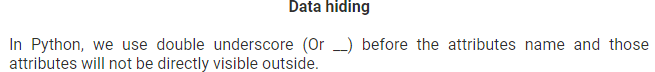 Data hiding
In Python, we use double underscore (Or __) before the attributes name and those
attributes will not be directly visible outside.